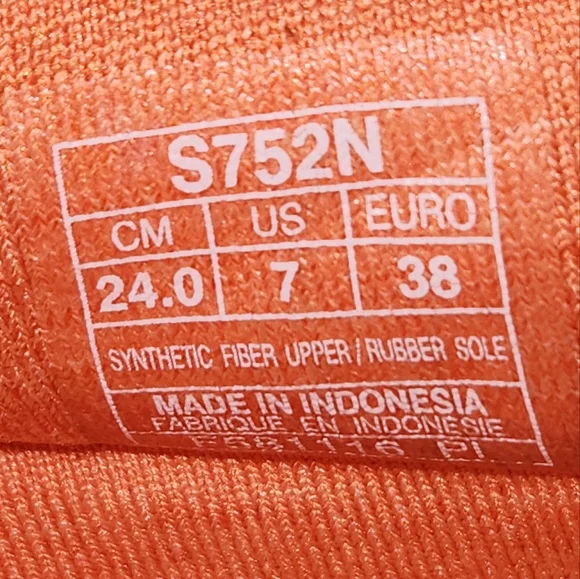 S752N
CM US EURO
24.0 7 38
SYNTHETIC FIBER UPPER / RUBBER SOLE
MADE IN INDONESIA
FABRIQUE EN INDONESIE